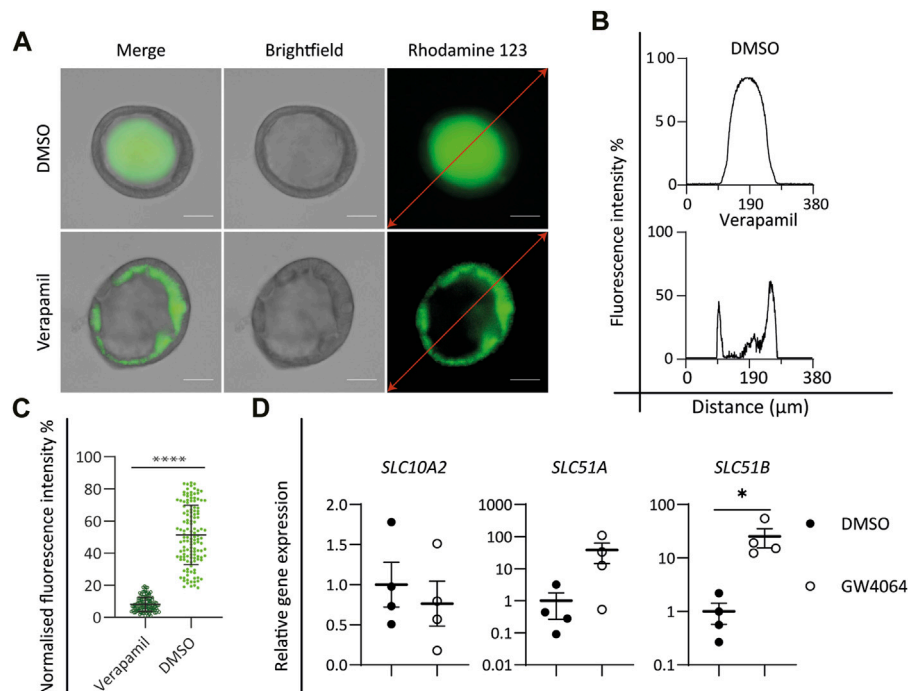 A
Merge
Brightfield
Rhodamine 123
DMSO
Verapamil
B
DMSO
Fluorescence intensity %
100
50
0
0
190
380
Verapamil
100
50
0
0
190
380
Distance (μm)
C
Normalised fluorescence intensity %
****
100
80
60
40
20
0
Verapamil
DMSO
D
Relative gene expression
SLC10A2
2.0
1.5
1.0
0.5
0.0
SLC51A
1000
100
10
1
0.1
0.01
SLC51B
*
100
10
1
0.1
DMSO
GW4064